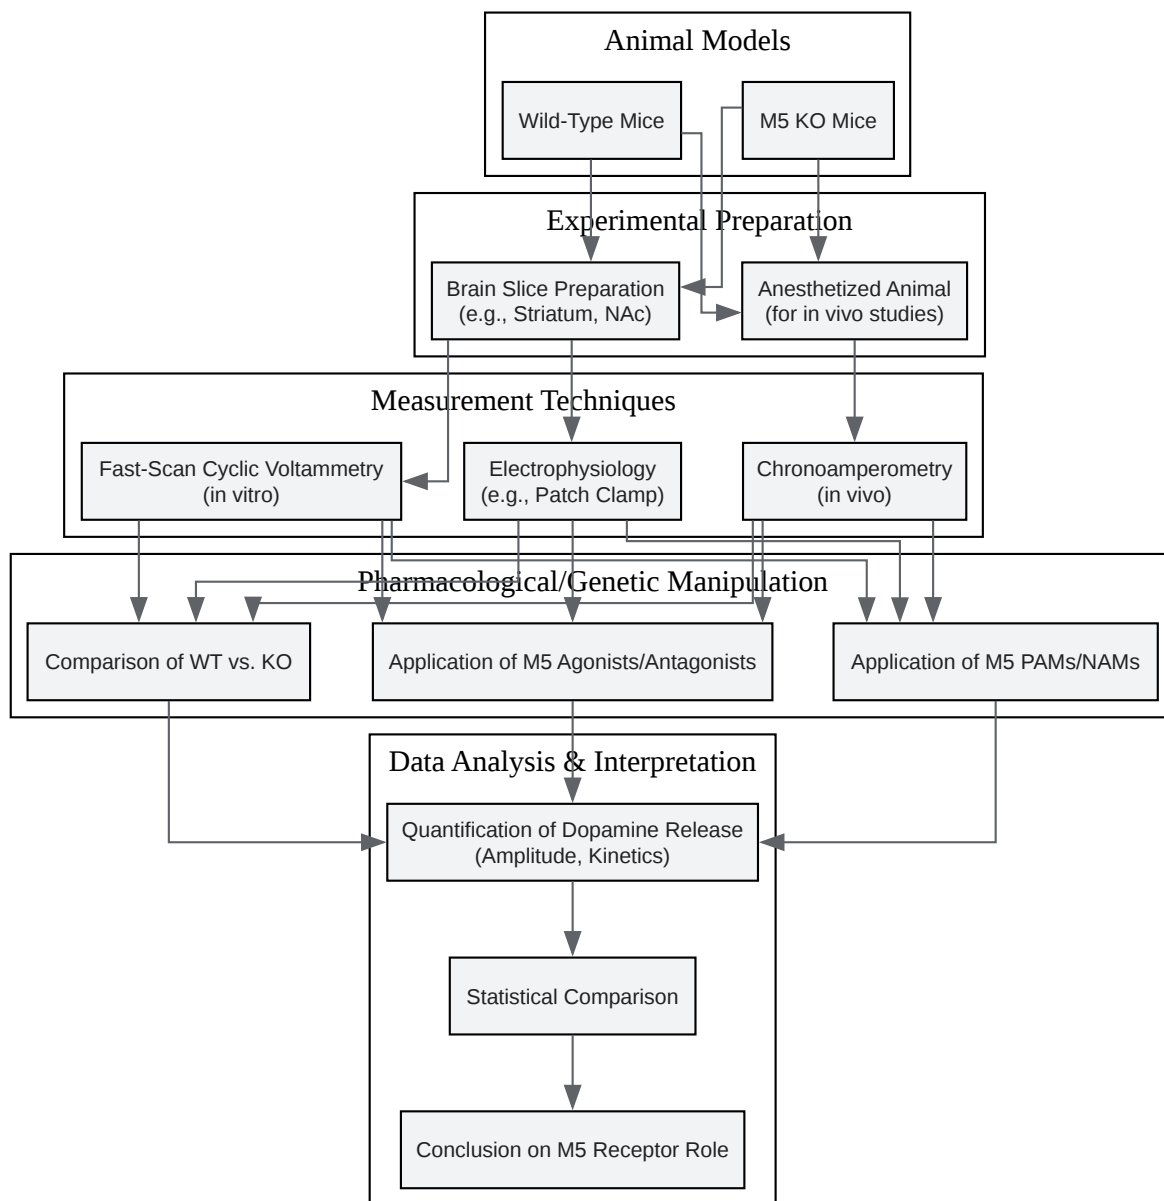 Animal Models
Wild-Type Mice
M5 KO Mice
Experimental Preparation
Brain Slice Preparation
(e.g., Striatum, NAc)
Anesthetized Animal
(for in vivo studies)
Measurement Techniques
Fast-Scan Cyclic Voltammetry
(in vitro)
Electrophysiology
(e.g., Patch Clamp)
Chronoamperometry
(in vivo)
Pharmacological/Genetic Manipulation
Comparison of WT vs. KO
Application of M5 Agonists/Antagonists
Application of M5 PAMs/NAMs
Data Analysis & Interpretation
Quantification of Dopamine Release
(Amplitude, Kinetics)
Statistical Comparison
Conclusion on M5 Receptor Role